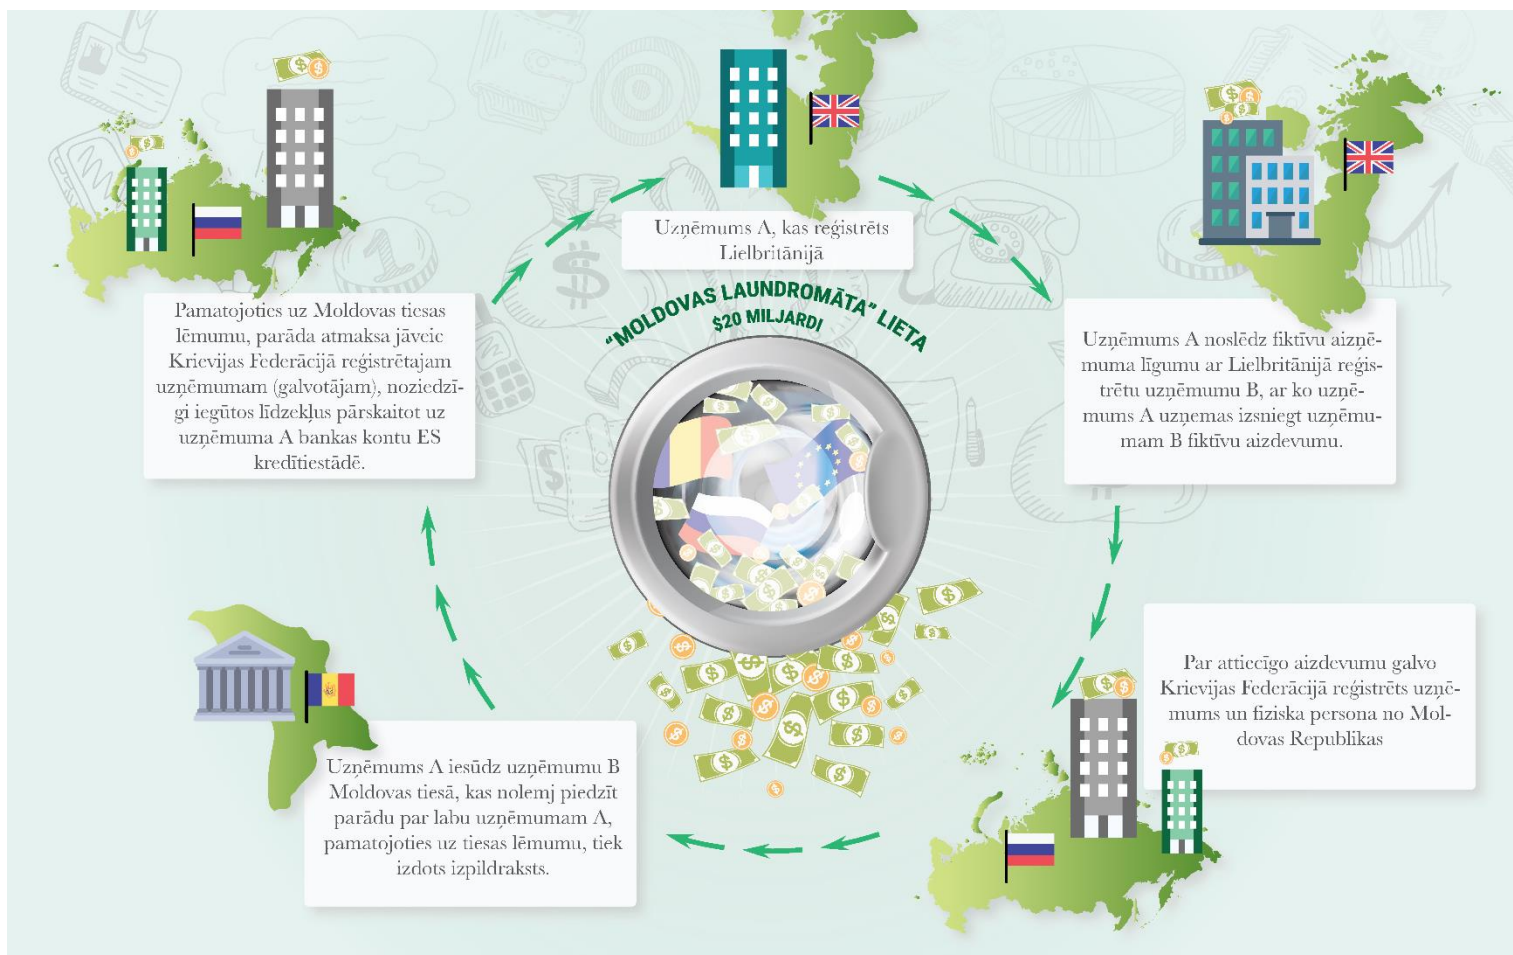 Uzņēmums A, kas reģistrēts
Lielbritānijā
"MOLDOVAS LAUNDROMĀTA" LIETA
$20 MILJARDI
Uzņēmums A noslēdz fiktīvu aizņē-
muma līgumu ar Lielbritānijā reģis-
trētu uzņēmumu B, ar ko uzņē-
mums A uzņemas izsniegt uzņēmu-
mam B fiktīvu aizdevumu.
Par attiecīgo aizdevumu galvo
Krievijas Federācijā reģistrēts uzņē-
mums un fiziska persona no Mol-
dovas Republikas
Uzņēmums A iesūdz uzņēmumu B
Moldovas tiesā, kas nolemj piedzīt
parādu par labu uzņēmumam A,
pamatojoties uz tiesas lēmumu, tiek
izdots izpildraksts.
Pamatojoties uz Moldovas tiesas
lēmumu, parāda atmaksa jāveic
Krievijas Federācijā reģistrētajam
uzņēmumam (galvotājam), noziedzī-
gi iegūtos līdzekļus pārskaitot uz
uzņēmuma A bankas kontu ES
kredītiestādē.